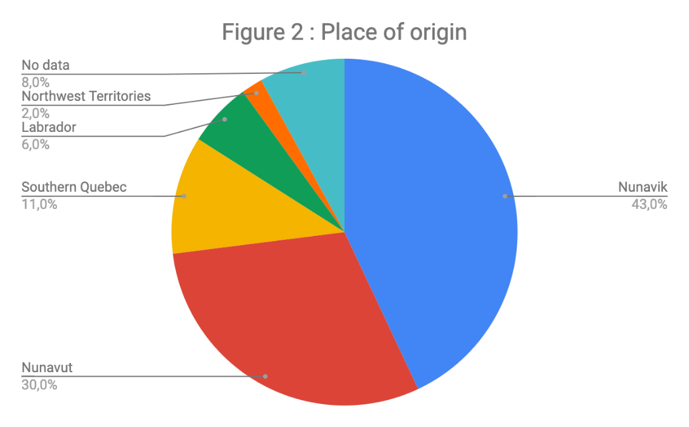 Figure 2 : Place of origin
No data
8,0%
Northwest Territories
2,0%
Labrador
6,0%
Southern Quebec
11,0%
Nunavik
43,0%
Nunavut
30,0%